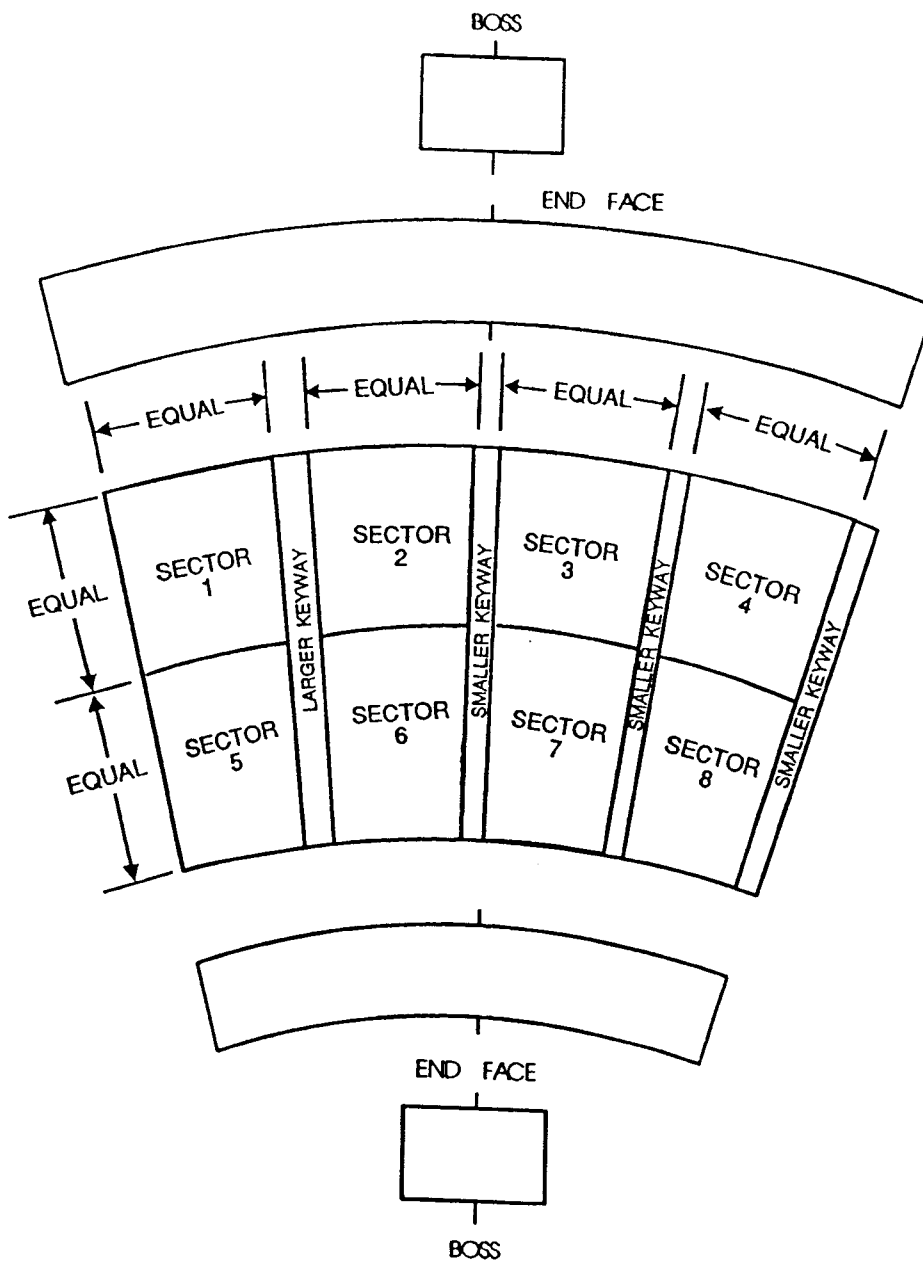 BOSS
END FACE
EQUAL
EQUAL
EQUAL
EQUAL
EQUAL
SECTOR
1
LARGER KEYWAY
SECTOR
2
SMALLER KEYWAY
SECTOR
3
SMALLER KEYWAY
SECTOR
4
SMALLER KEYWAY
EQUAL
SECTOR
5
SECTOR
6
SECTOR
7
SECTOR
8
END FACE
BOSS